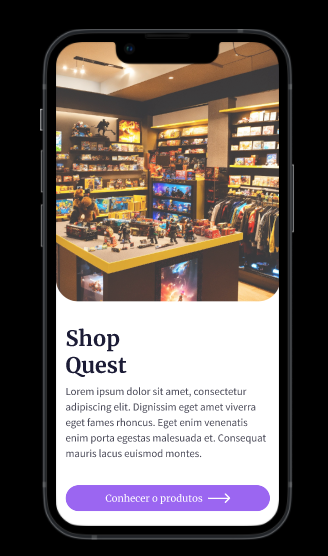 Shop
Quest
Lorem ipsum dolor sit amet, consectetur
adipiscing elit. Dignissim eget amet viverra
eget fames rhoncus. Eget enim venenatis
enim porta egestas malesuada et. Consequat
mauris lacus euismod montes.
Conhecer o produtos